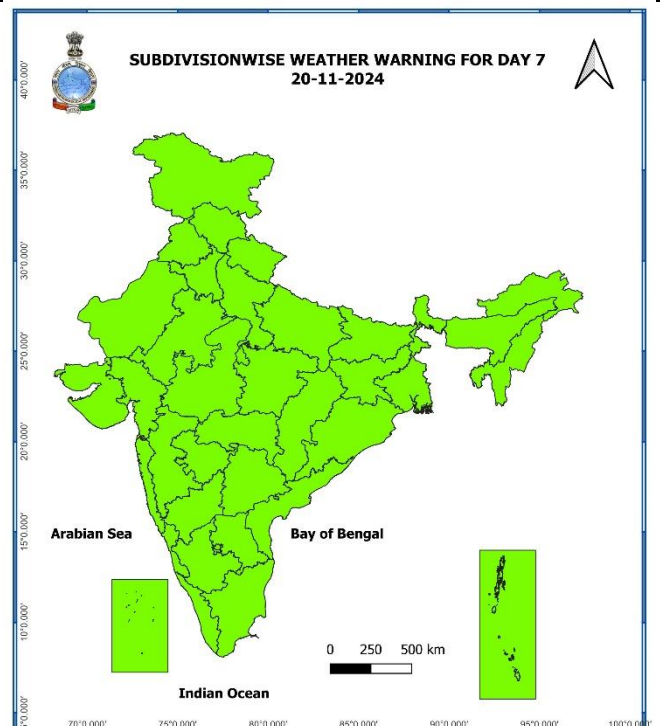 SUBDIVISIONWISE WEATHER WARNING FOR DAY 7
20-11-2024
40°0.000'
35°0.000'
30°0.000'
25°0.000'
20°0.000'
15°0.000'
10°0.000'
5°0.000'
Arabian Sea
Bay of Bengal
0 250 500 km
Indian Ocean
70°0.000' 75°0.000' 80°0.000' 85°0.000' 90°0.000' 95°0.000' 100°0.000'